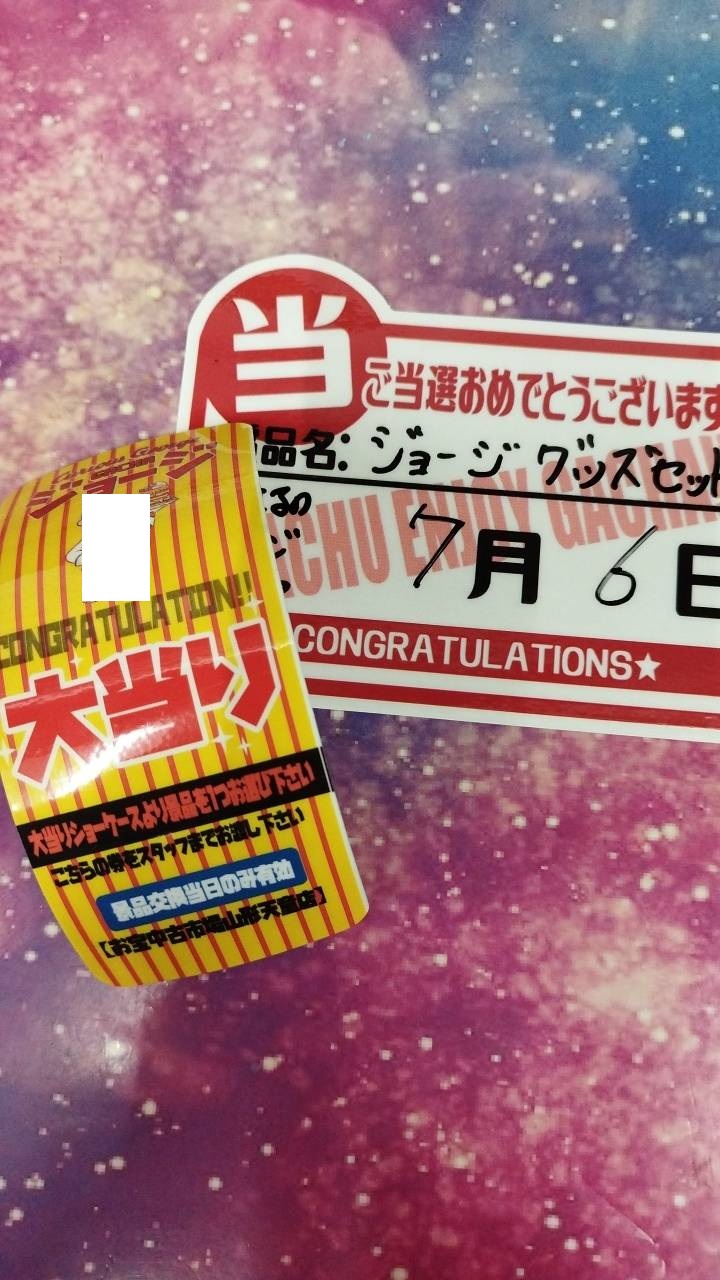 当
ご当選おめでとうございます
品名: ジョージ グッズセット
7月 6日
CHU ENJOY GACHA
CONGRATULATIONS★
ジョージ
CONGRATULATION!!
大当り
大当りショーケースより景品を1つお選び下さい
こちらの券をスタッフまでお渡し下さい
景品交換当日のみ有効
【お宝中古市場山形天童店】